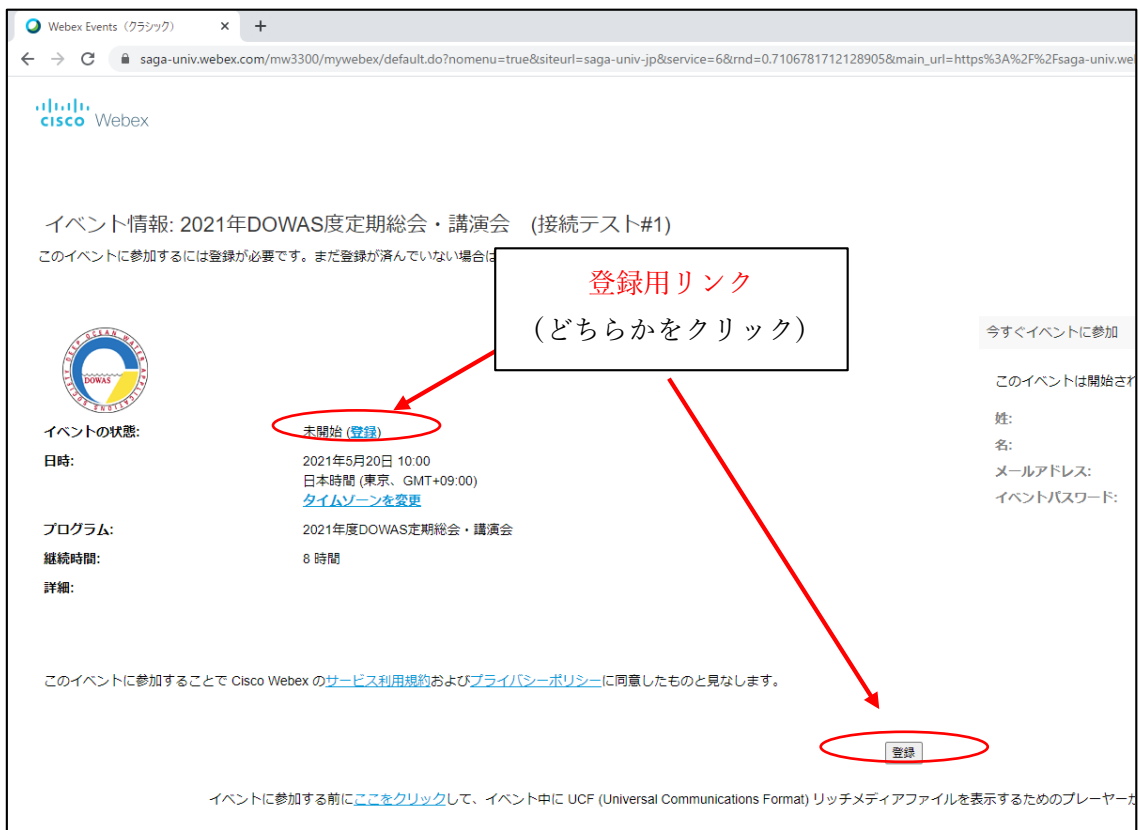 Webex Events（クラシック）
saga-univ.webex.com/mw3300/mywebex/default.do?nomenu=true&siteurl=saga-univ-jp&service=6&rnd=0.7106781712128905&main_url=https%3A%2F%2Fsaga-univ.we
CISCO Webex
イベント情報: 2021年DOWAS度定期総会・講演会 (接続テスト#1)
このイベントに参加するには登録が必要です。まだ登録が済んでいない場合は
登録用リンク
（どちらかをクリック）
今すぐイベントに参加
DEEP OCEAN WATER APPLICATIONS SOCIETY
DOWAS
このイベントは開始され
イベントの状態: 未開始 (登録)
姓:
名:
日時: 2021年5月20日 10:00
メールアドレス:
日本時間 (東京、GMT+09:00)
イベントパスワード:
タイムゾーンを変更
プログラム: 2021年度DOWAS定期総会・講演会
継続時間: 8 時間
詳細:
このイベントに参加することで Cisco Webex のサービス利用規約およびプライバシーポリシーに同意したものと見なします。
登録
イベントに参加する前にここをクリックして、イベント中に UCF (Universal Communications Format) リッチメディアファイルを表示するためのプレーヤーが